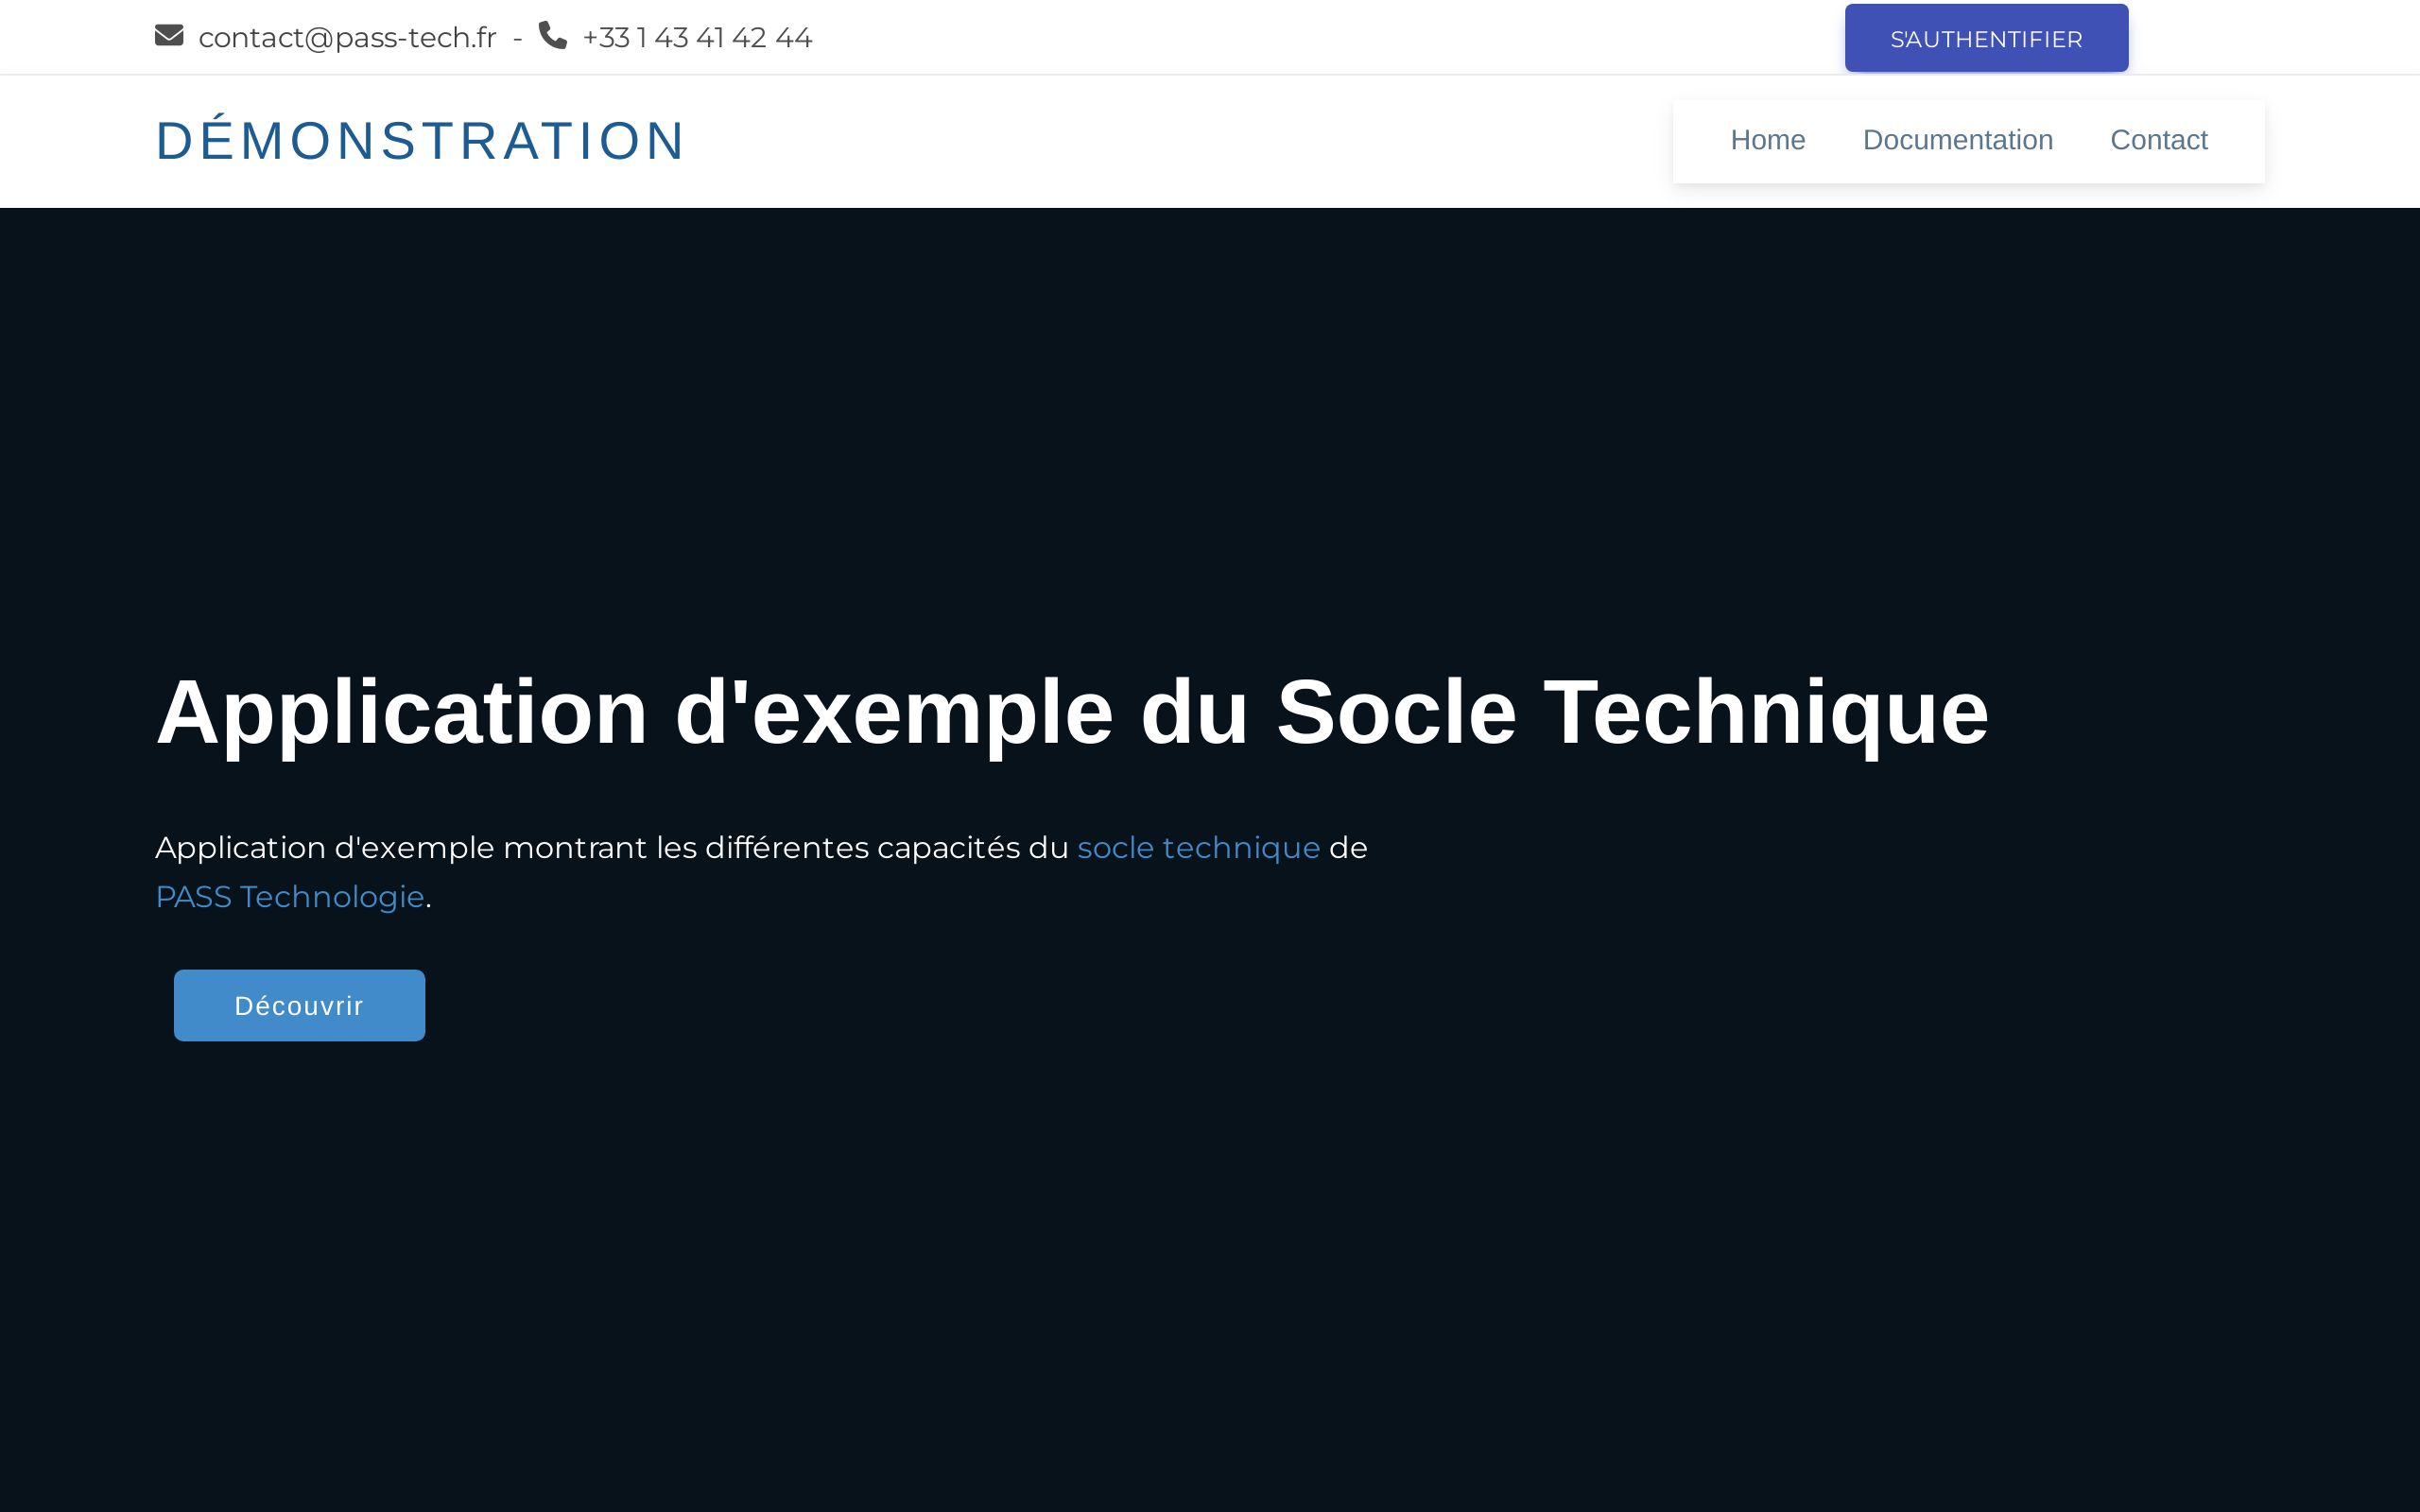 contact@pass-tech.fr - +33 1 43 41 42 44
S'AUTHENTIFIER
DÉMONSTRATION
Home Documentation Contact
Application d'exemple du Socle Technique
Application d'exemple montrant les différentes capacités du socle technique de
PASS Technologie.
Découvrir